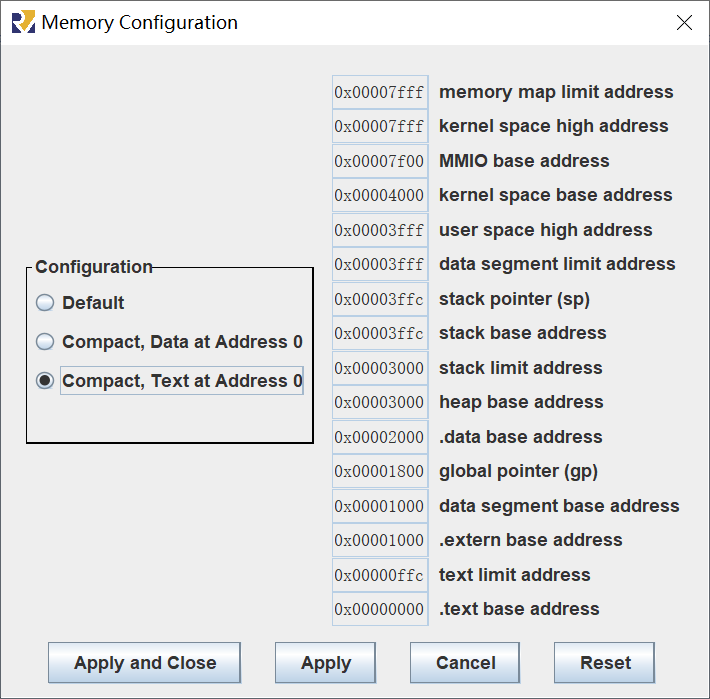 Memory Configuration
Configuration
Default
Compact, Data at Address 0
Compact, Text at Address 0
0x00007fff memory map limit address
0x00007fff kernel space high address
0x00007f00 MMIO base address
0x00004000 kernel space base address
0x00003fff user space high address
0x00003fff data segment limit address
0x00003ffc stack pointer (sp)
0x00003ffc stack base address
0x00003000 stack limit address
0x00003000 heap base address
0x00002000 .data base address
0x00001800 global pointer (gp)
0x00001000 data segment base address
0x00001000 .extern base address
0x00000ffc text limit address
0x00000000 .text base address
Apply and Close Apply Cancel Reset